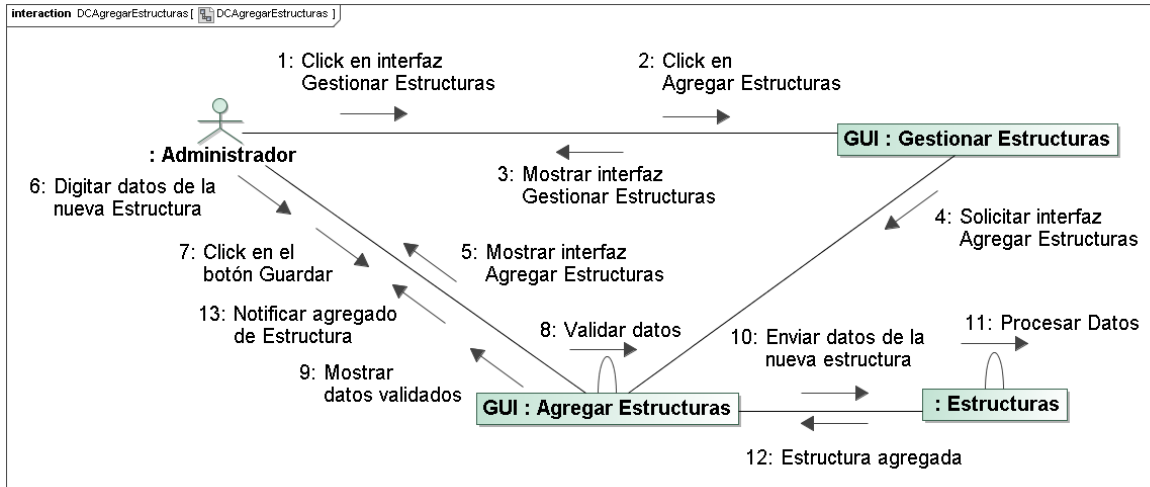 interaction DCAgregarEstructuras [ DCAgregarEstructuras ]
1: Click en interfaz
Gestionar Estructuras
2: Click en
Agregar Estructuras
: Administrador
GUI : Gestionar Estructuras
3: Mostrar interfaz
Gestionar Estructuras
6: Digitar datos de la
nueva Estructura
4: Solicitar interfaz
Agregar Estructuras
7: Click en el
botón Guardar
5: Mostrar interfaz
Agregar Estructuras
13: Notificar agregado
de Estructura
8: Validar datos
10: Enviar datos de la
nueva estructura
11: Procesar Datos
9: Mostrar
datos validados
GUI : Agregar Estructuras
: Estructuras
12: Estructura agregada